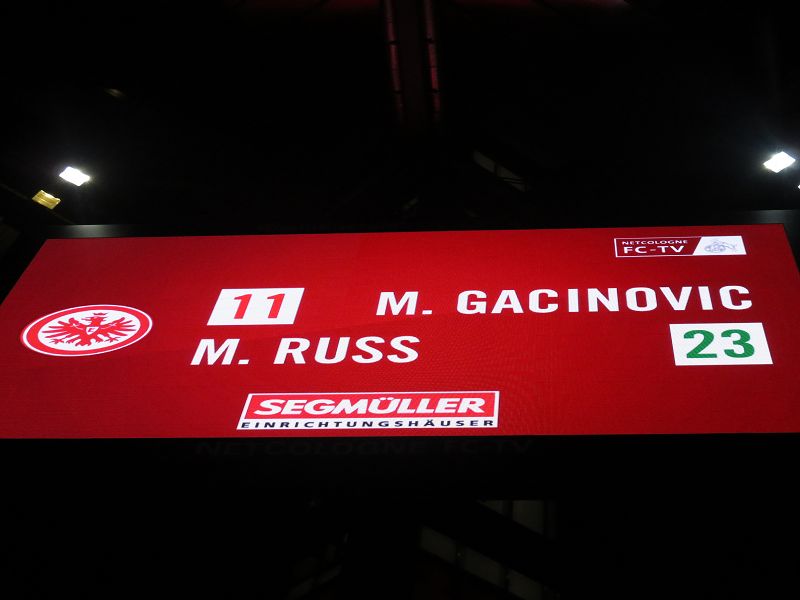 NETCOLOGNE
FC-TV
11 M. GACINOVIC
M. RUSS 23
SEGMÜLLER
EINRICHTUNGSHÄUSER